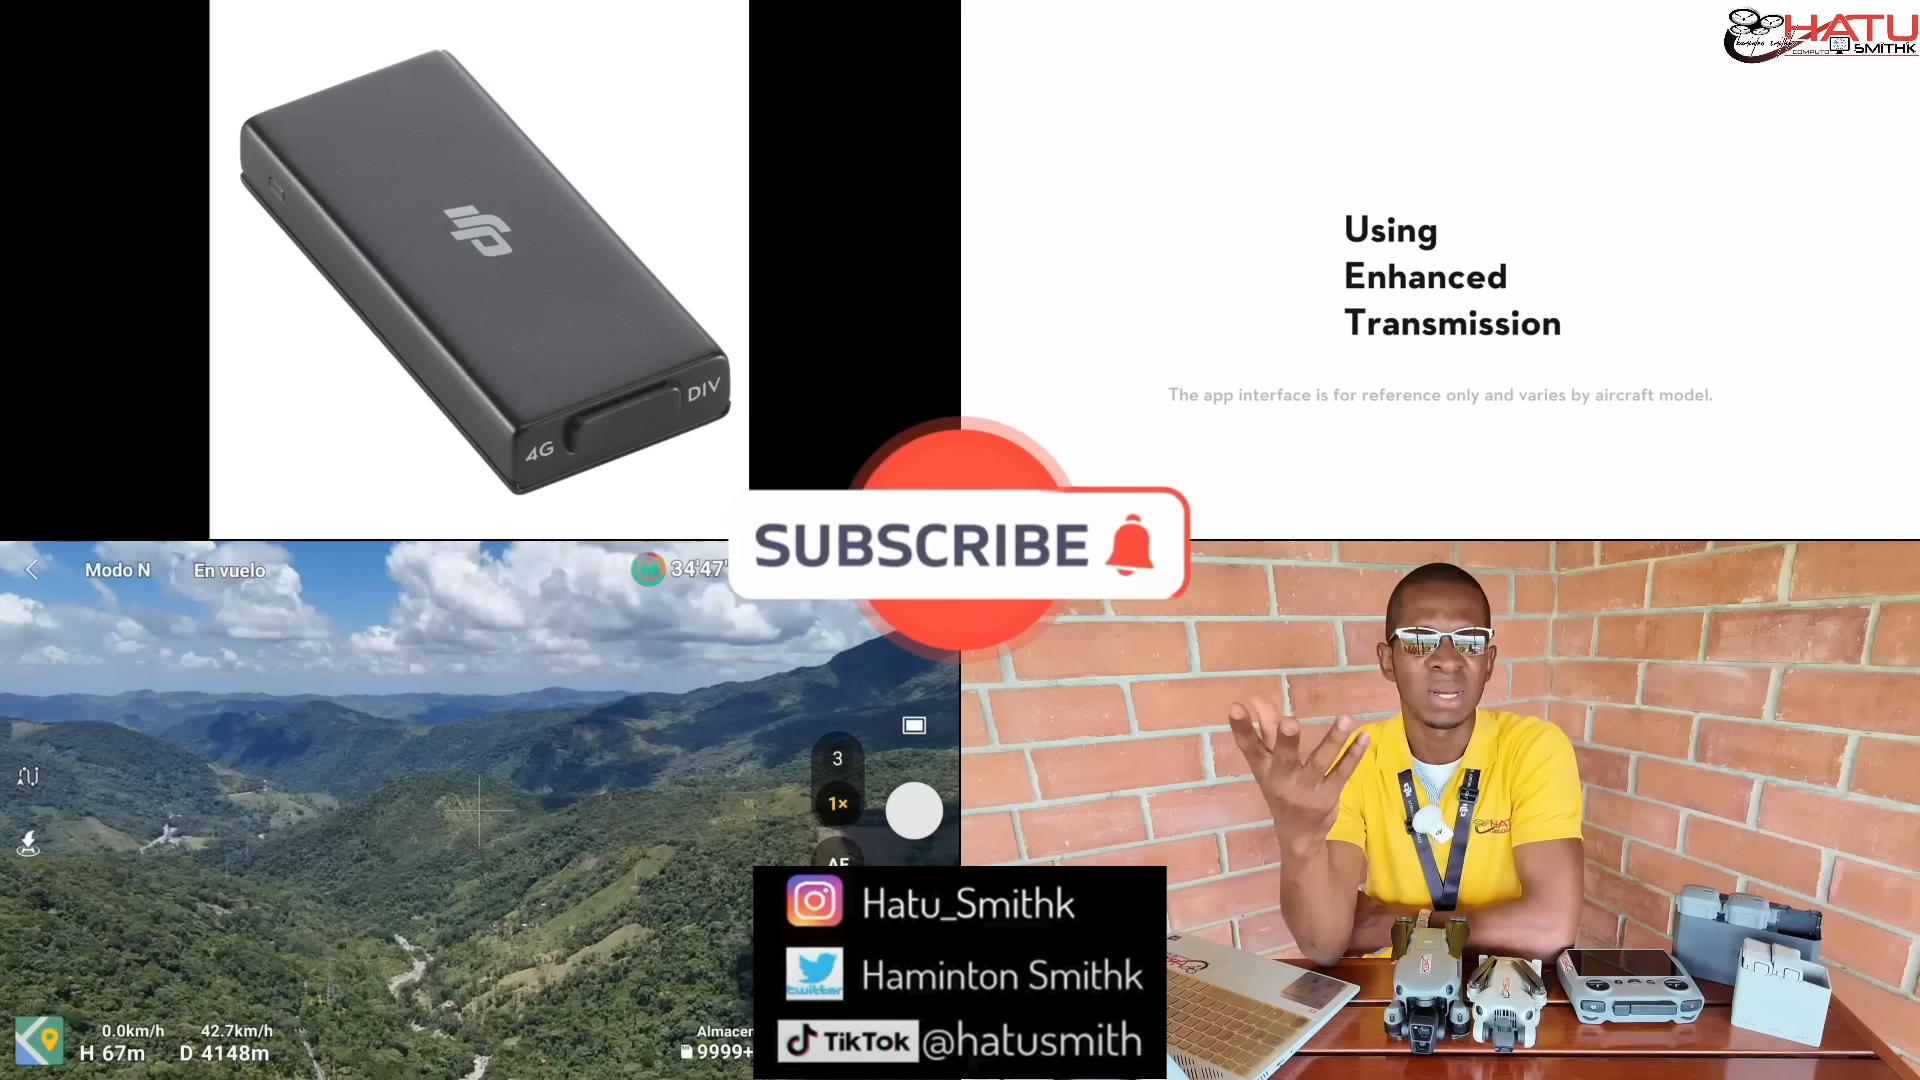 HATU
COMPUTO
SMITHK
4G
DIV
Using
Enhanced
Transmission
The app interface is for reference only and varies by aircraft model.
SUBSCRIBE
Modo N
En vuelo
34'47"
3
1×
AF
0.0km/h
42.7km/h
H 67m
D 4148m
Almacen
9999+
Hatu_Smithk
twitter
Haminton Smithk
TikTok @hatusmith